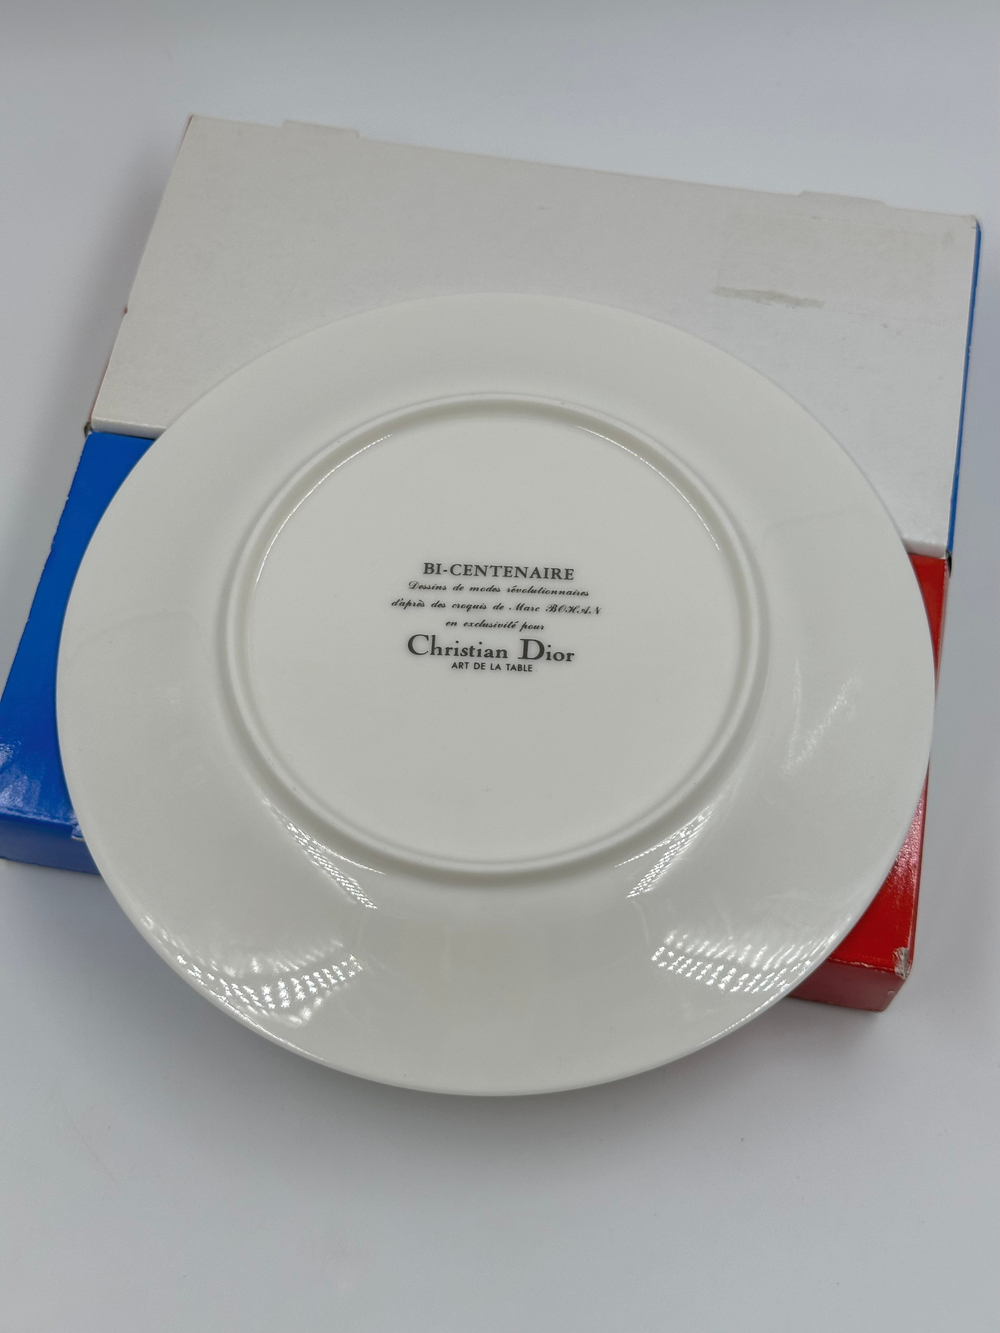 BI-CENTENAIRE
Dessins de modes révolutionnaires
d'après des croquis de Marc BOHAN
en exclusivité pour
Christian Dior
ART DE LA TABLE